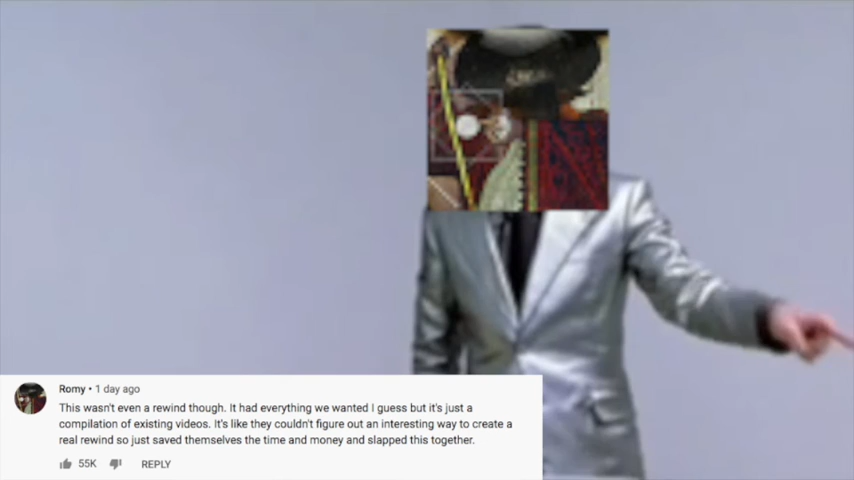 Romy • 1 day ago
This wasn't even a rewind though. It had everything we wanted I guess but it's just a
compilation of existing videos. It's like they couldn't figure out an interesting way to create a
real rewind so just saved themselves the time and money and slapped this together.
55K REPLY